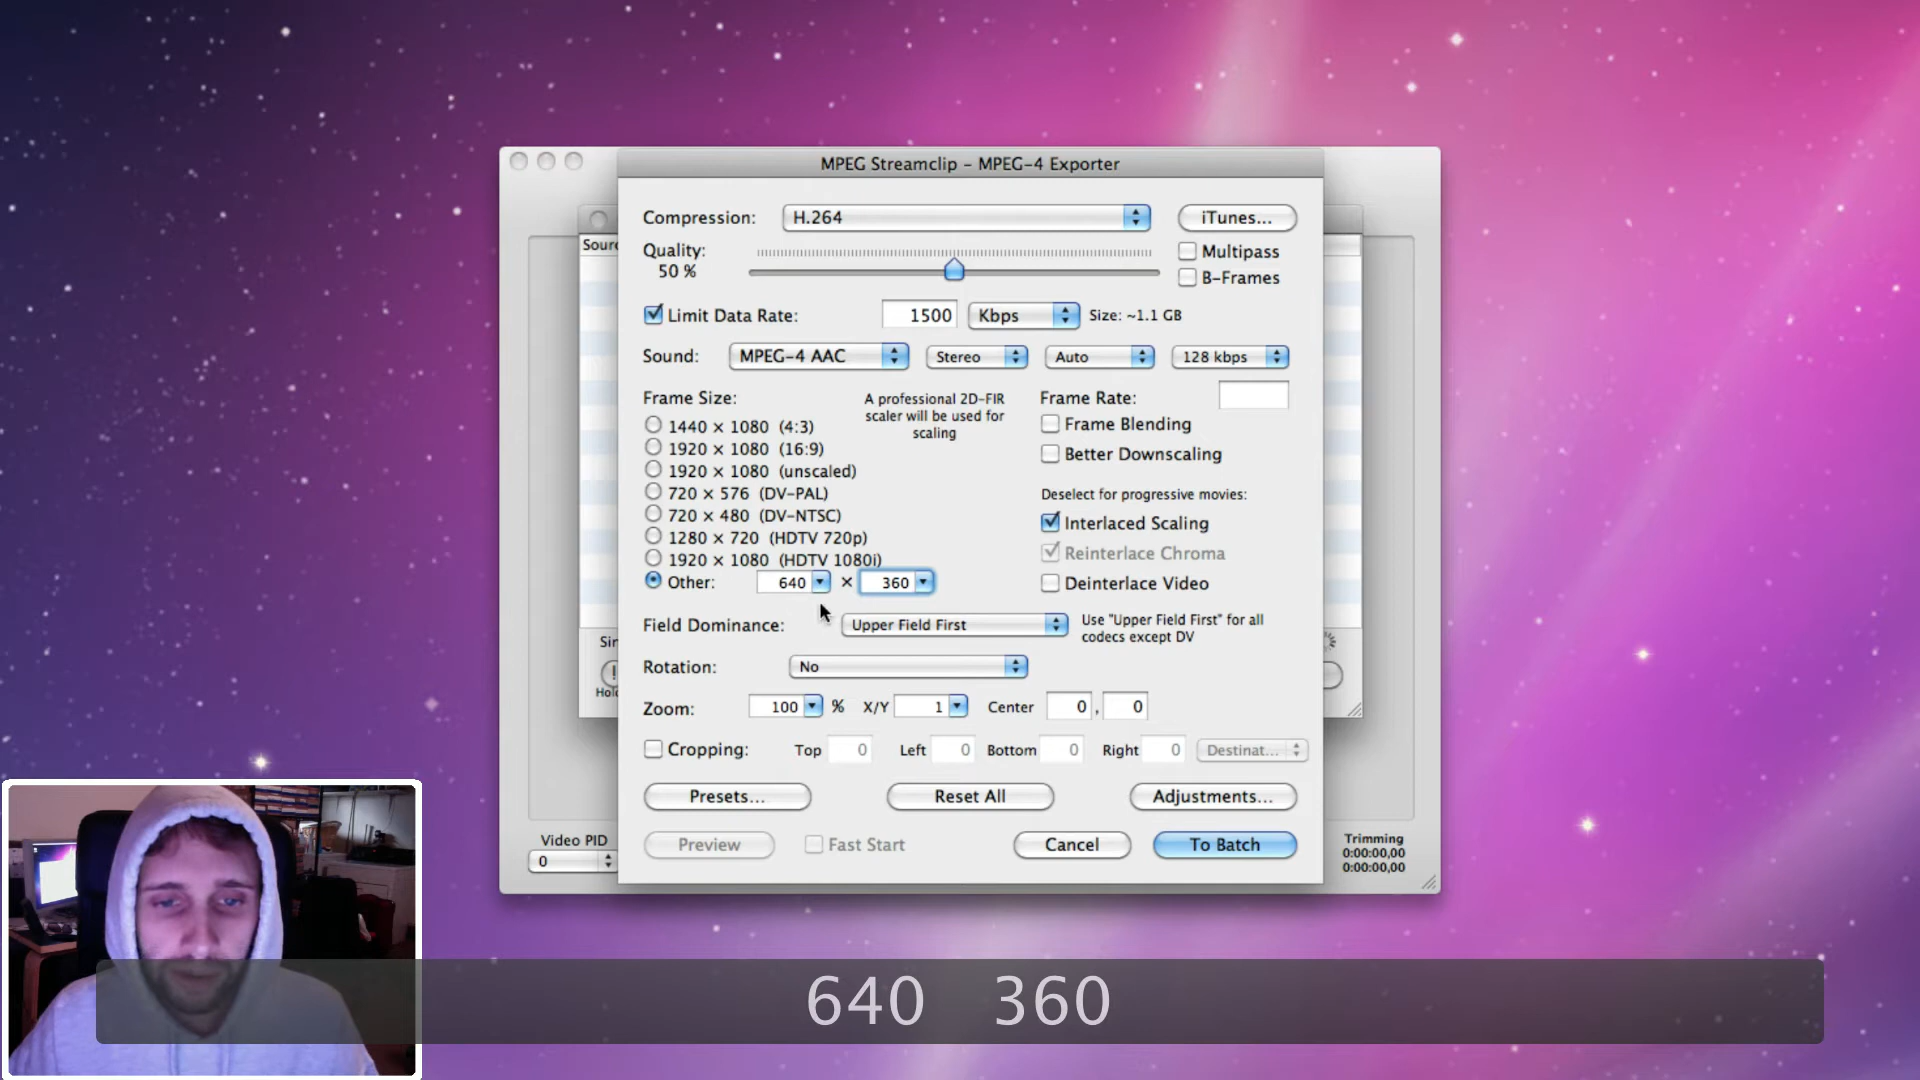 MPEG Streamclip – MPEG-4 Exporter
Compression: H.264 iTunes...
Quality: Multipass
50 % B-Frames
Limit Data Rate: 1500 Kbps Size: ~1.1 GB
Sound: MPEG-4 AAC Stereo Auto 128 kbps
Frame Size:
A professional 2D-FIR
scaler will be used for
scaling
1440 × 1080 (4:3)
1920 × 1080 (16:9)
1920 × 1080 (unscaled)
720 × 576 (DV-PAL)
720 × 480 (DV-NTSC)
1280 × 720 (HDTV 720p)
1920 × 1080 (HDTV 1080i)
Other: 640 × 360
Frame Rate:
Frame Blending
Better Downscaling
Deselect for progressive movies:
Interlaced Scaling
Reinterlace Chroma
Deinterlace Video
Field Dominance: Upper Field First
Use "Upper Field First" for all
codecs except DV
Rotation: No
Zoom: 100 % X/Y 1 Center 0 , 0
Cropping: Top 0 Left 0 Bottom 0 Right 0 Destinat...
Presets... Reset All Adjustments...
Preview Fast Start Cancel To Batch
Video PID
0
Trimming
0:00:00,00
0:00:00,00
640 360